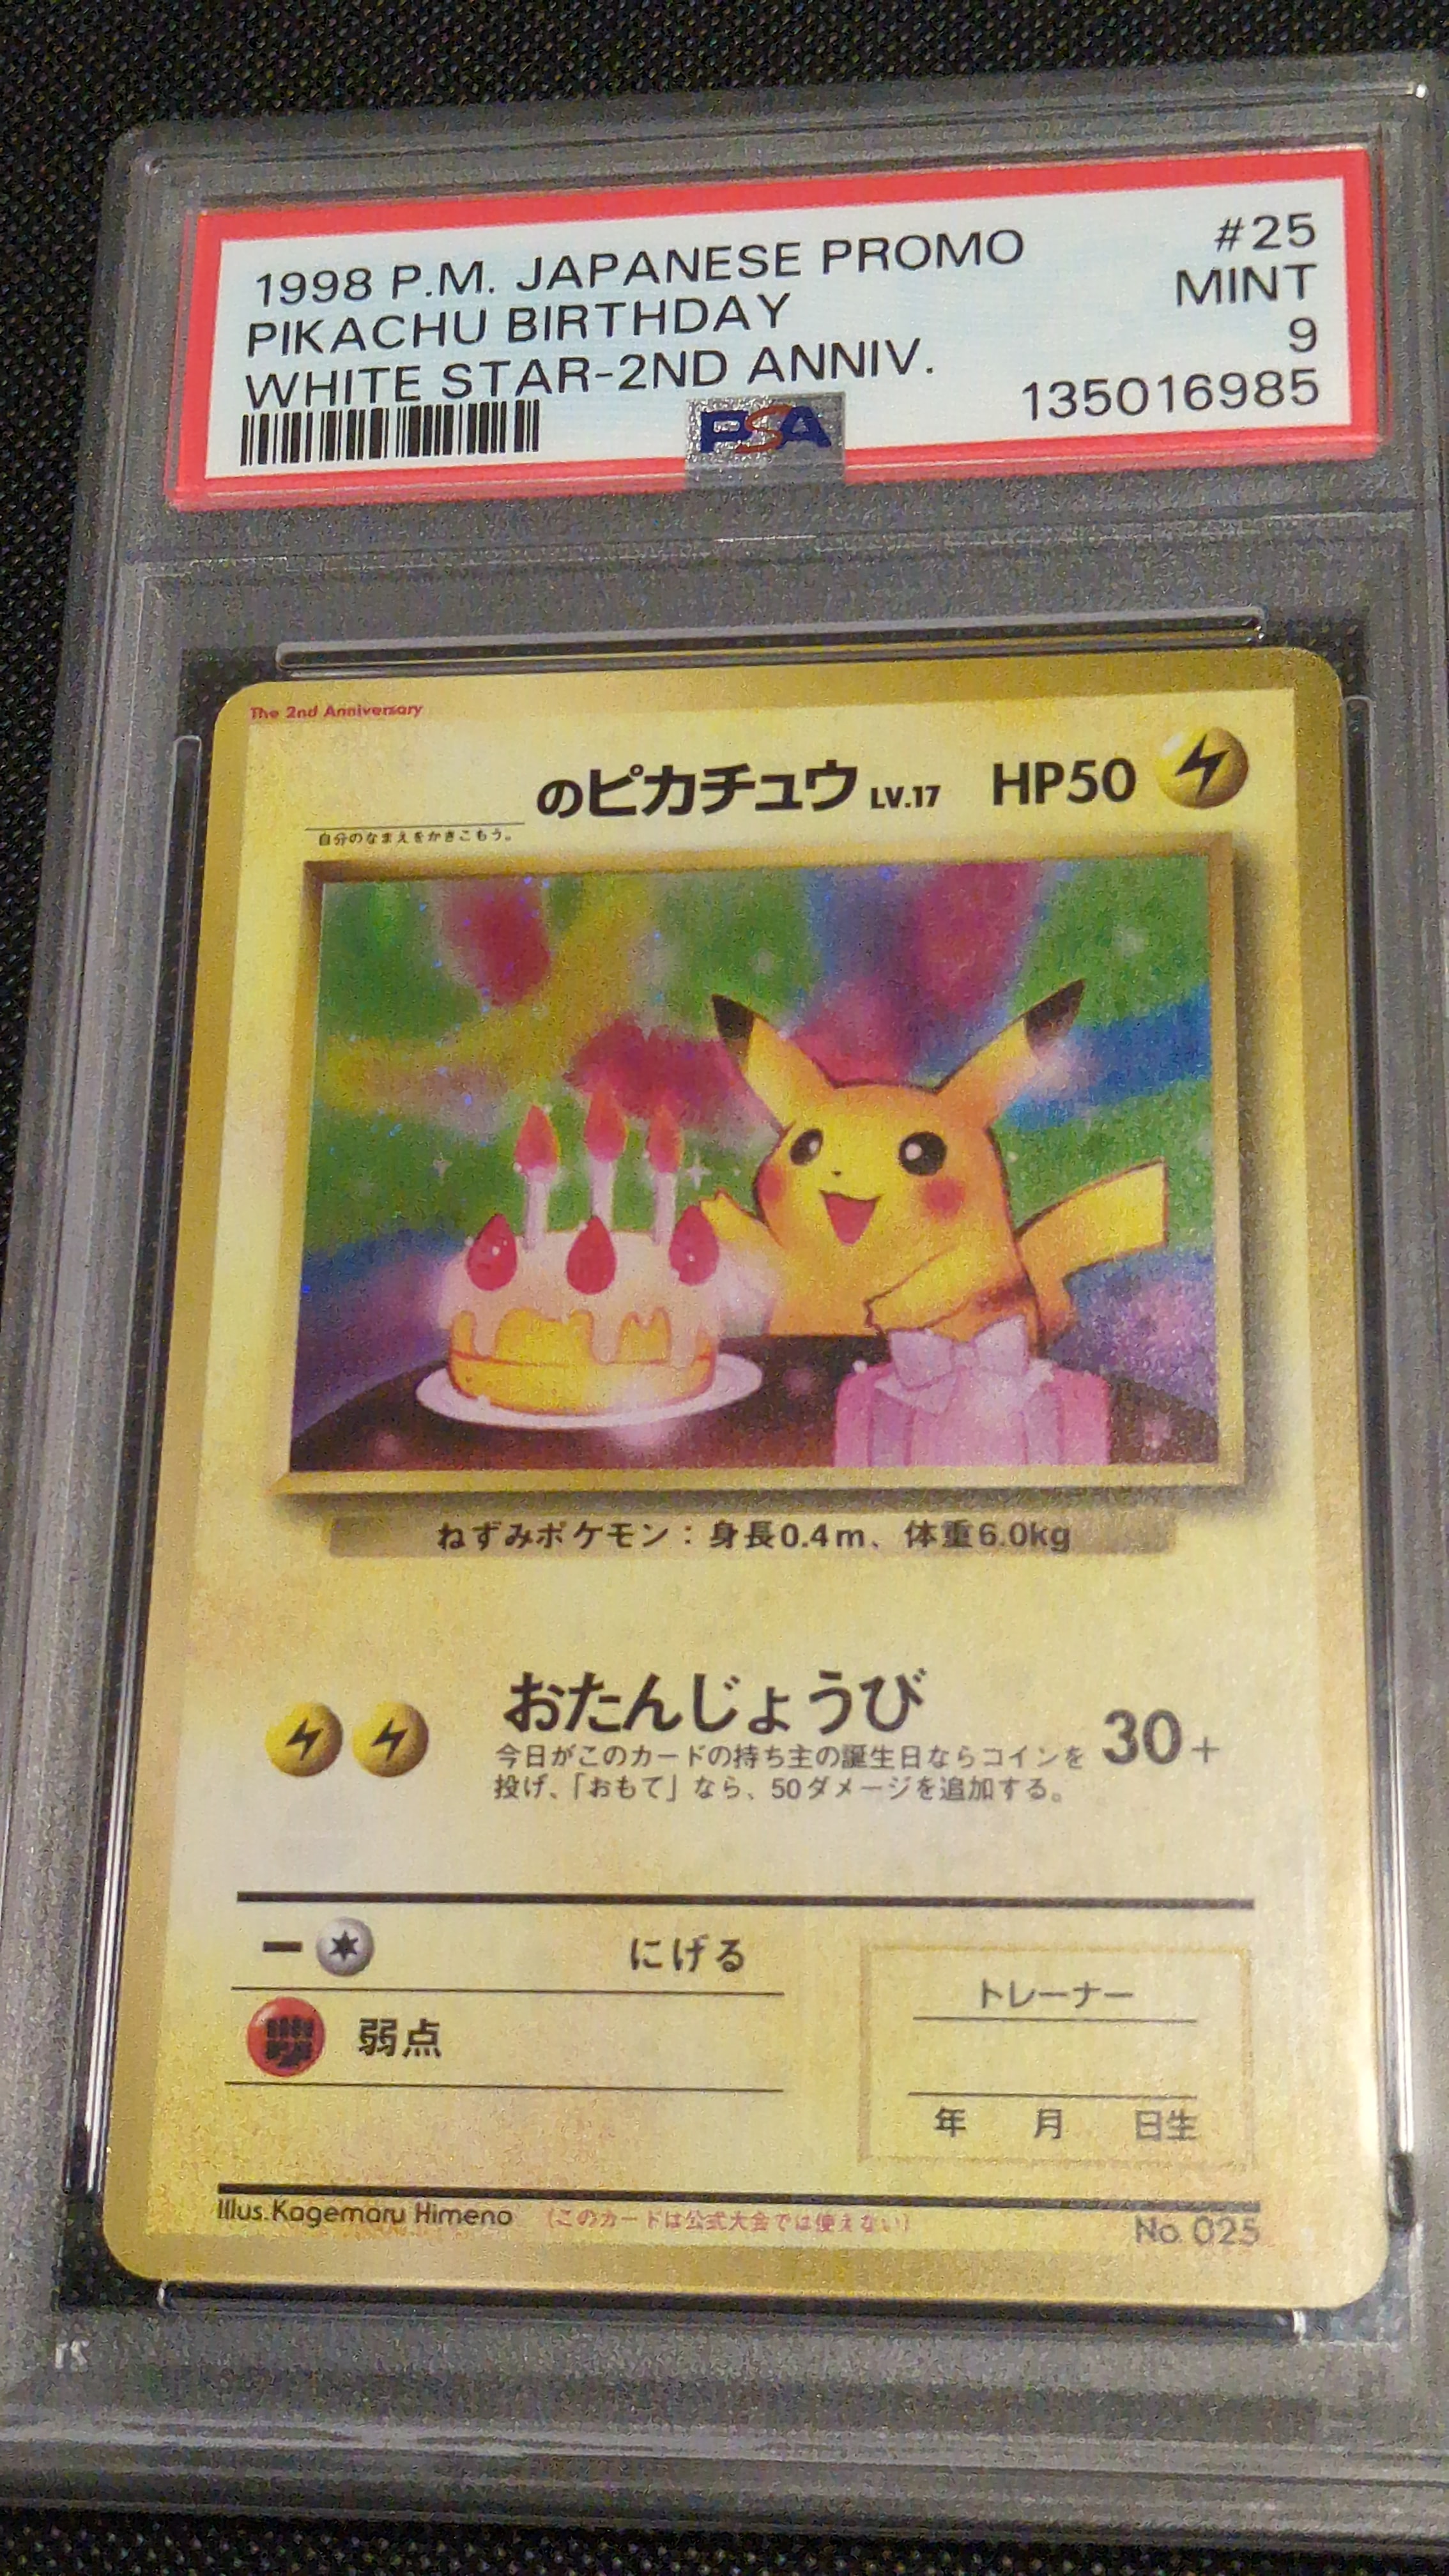 1998 P.M. JAPANESE PROMO #25
PIKACHU BIRTHDAY MINT
WHITE STAR-2ND ANNIV. 9
135016985
PSA
The 2nd Anniversary
のピカチュウ LV.17 HP50
自分のなまえをかきこもう。
ねずみポケモン：身長0.4m、体重6.0kg
おたんじょうび 30+
今日がこのカードの持ち主の誕生日ならコインを
投げ、「おもて」なら、50ダメージを追加する。
にげる
弱点
トレーナー
年 月 日生
Illus.Kagemaru Himeno (このカードは公式大会では使えない) No. 025